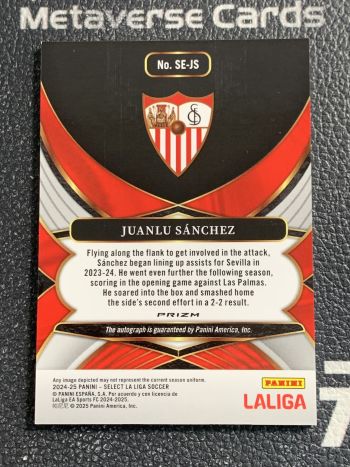 Metaverse Cards
No. SE-JS
JUANLU SÁNCHEZ
Flying along the flank to get involved in the attack,
Sánchez began lining up assists for Sevilla in
2023-24. He went even further the following season,
scoring in the opening game against Las Palmas.
He soared into the box and smashed home
the side's second effort in a 2-2 result.
PRIZM
The autograph is guaranteed by Panini America, Inc.
Any image depicted may not represent the current season uniform.
2024-25 PANINI – SELECT LA LIGA SOCCER
© PANINI ESPAÑA, S.A. Por acuerdo y con licencia de
LaLiga EA Sports FC 2024-2025.
© 2025 Panini America, Inc.
PANINI
LALIGA